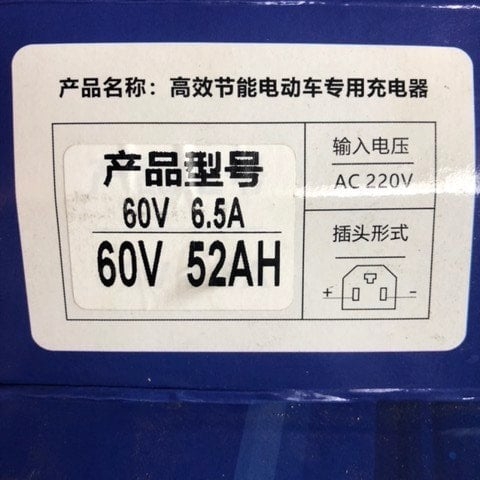 产品名称：高效节能电动车专用充电器
产品型号
60V 6.5A
60V 52AH
输入电压
AC 220V
插头形式
+ -